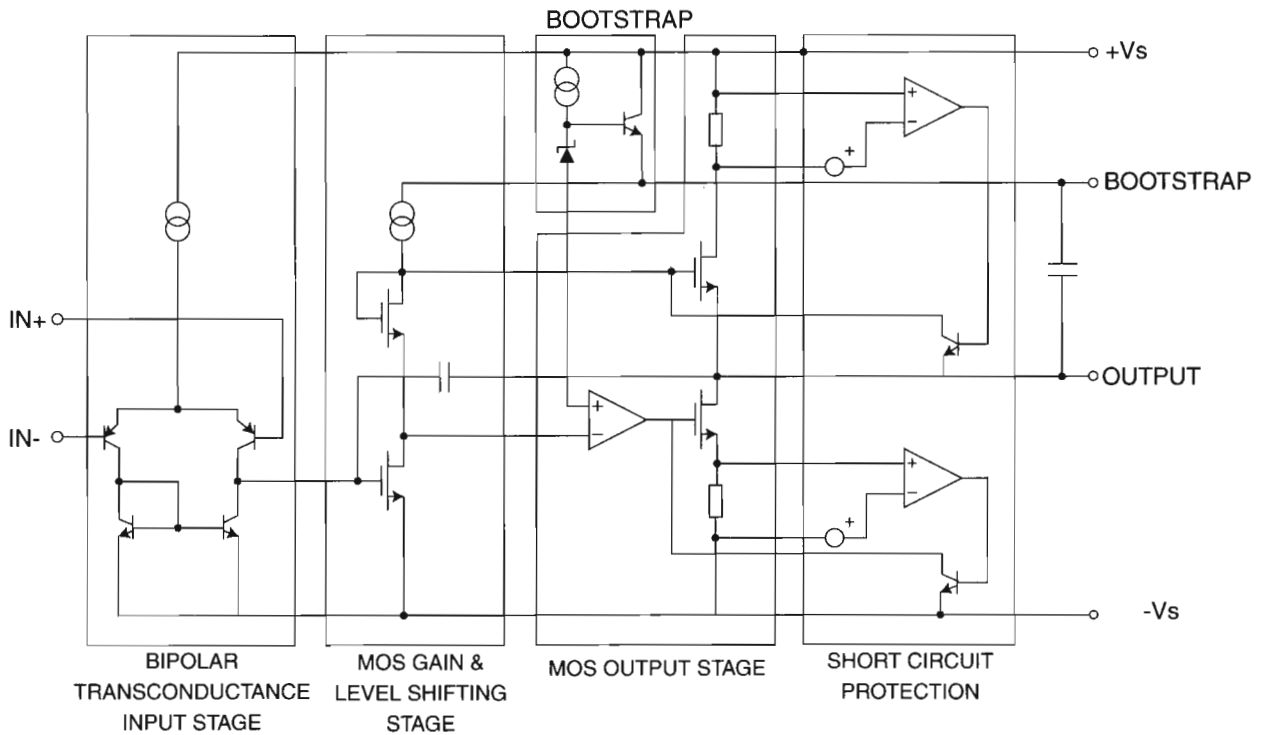 BOOTSTRAP
+Vs
+
−
+
BOOTSTRAP
IN+
OUTPUT
+
−
IN-
+
−
+
-Vs
BIPOLAR
TRANSCONDUCTANCE
INPUT STAGE
MOS GAIN &
LEVEL SHIFTING
STAGE
MOS OUTPUT STAGE
SHORT CIRCUIT
PROTECTION